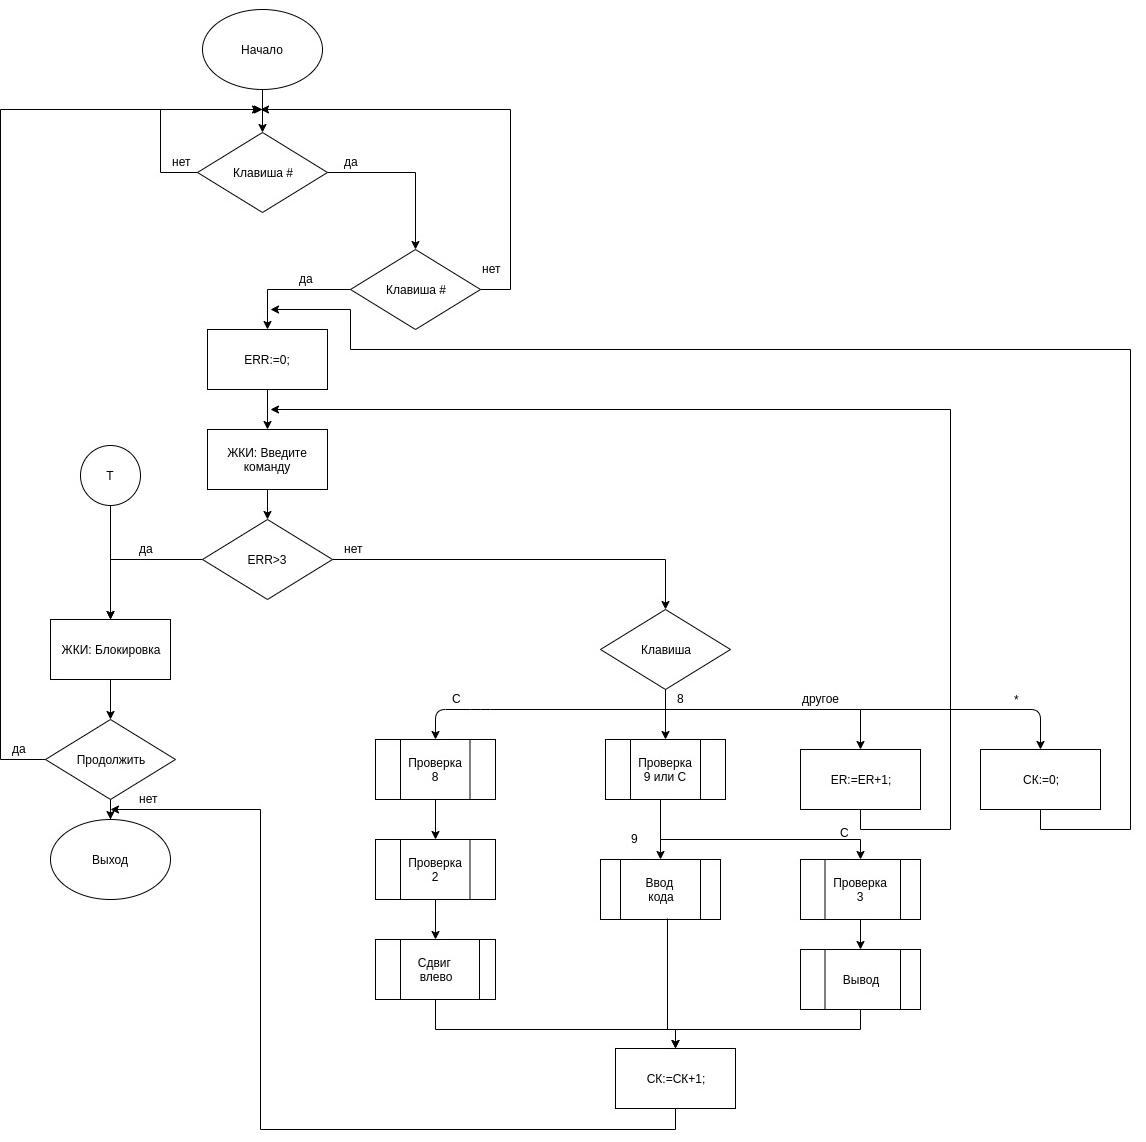 Начало
Клавиша #
нет
да
Клавиша #
да
нет
ERR:=0;
ЖКИ: Введите
команду
T
ERR>3
да
нет
ЖКИ: Блокировка
Клавиша
C
8
другое
*
Продолжить
да
нет
Выход
Проверка
8
Проверка
9 или С
ER:=ER+1;
СК:=0;
9
C
Проверка
2
Ввод
кода
Проверка
3
Сдвиг
влево
Вывод
СК:=СК+1;